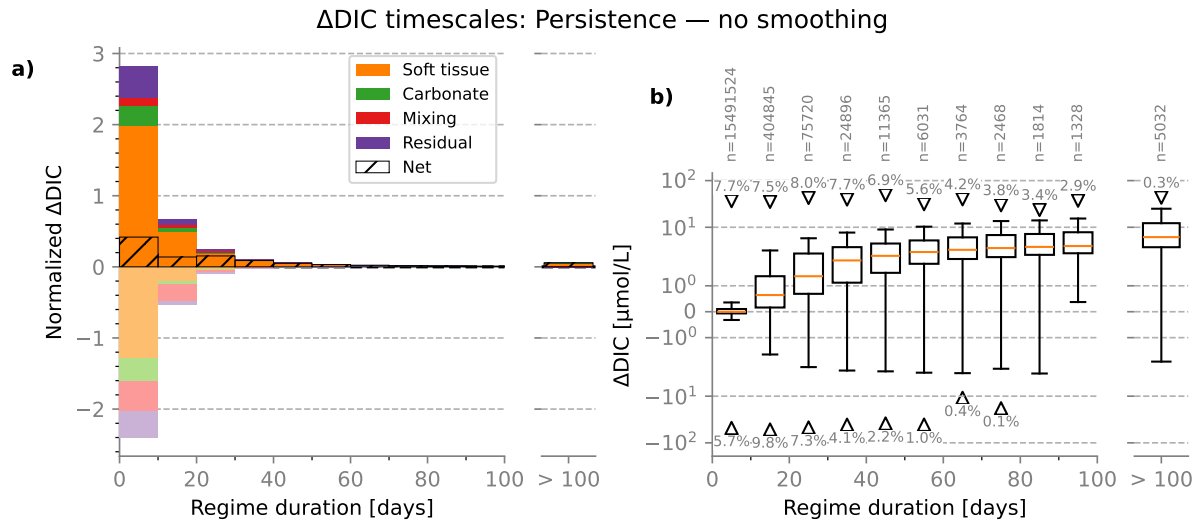 ΔDIC timescales: Persistence — no smoothing
a)
3
2
1
0
−1
−2
Normalized ΔDIC
Soft tissue
Carbonate
Mixing
Residual
Net
0 20 40 60 80 100 > 100
Regime duration [days]
b)
n=15491524
n=404845
n=75720
n=24896
n=11365
n=6031
n=3764
n=2468
n=1814
n=1328
n=5032
7.7% 7.5% 8.0% 7.7% 6.9% 5.6% 4.2% 3.8% 3.4% 2.9% 0.3%
10²
10¹
10⁰
0
−10⁰
−10¹
−10²
ΔDIC [μmol/L]
5.7% 9.8% 7.3% 4.1% 2.2% 1.0% 0.4% 0.1%
0 20 40 60 80 100 > 100
Regime duration [days]